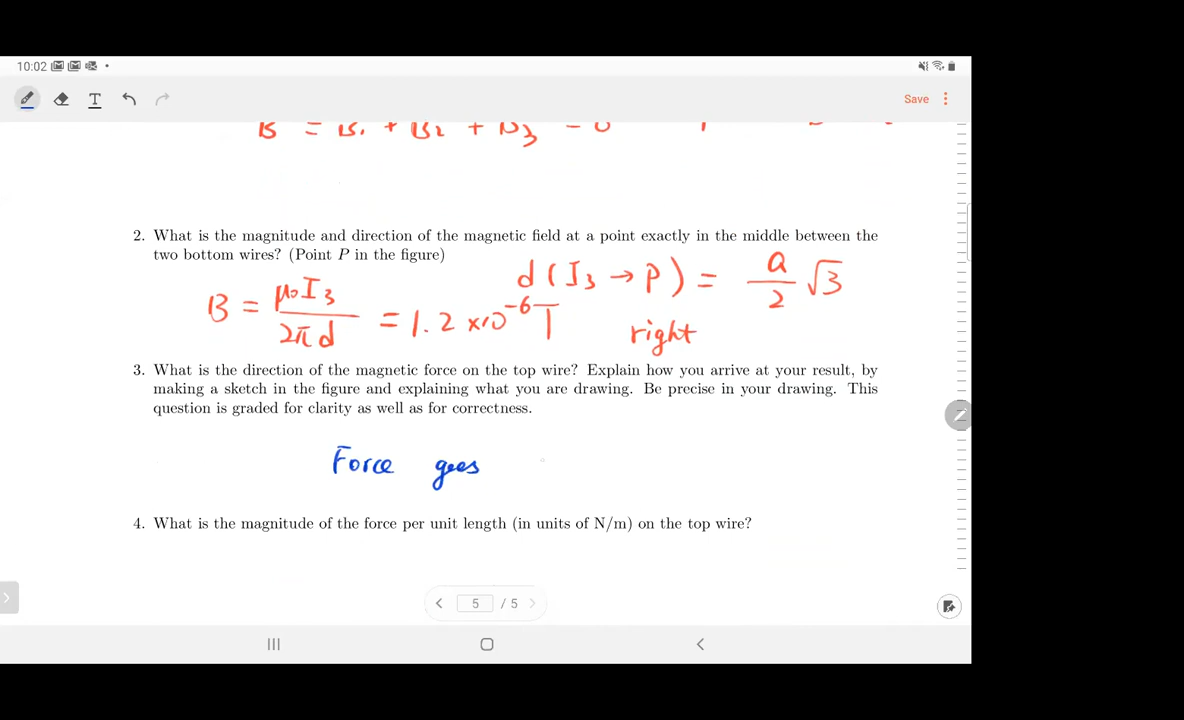 10:02
T
Save
B = B1 + B2 + B3 = 0
2. What is the magnitude and direction of the magnetic field at a point exactly in the middle between the
two bottom wires? (Point P in the figure)
d(I3 → P) = a/2 √3
B = μ0I3/2πd = 1.2 x10^-6 T right
3. What is the direction of the magnetic force on the top wire? Explain how you arrive at your result, by
making a sketch in the figure and explaining what you are drawing. Be precise in your drawing. This
question is graded for clarity as well as for correctness.
Force goes
4. What is the magnitude of the force per unit length (in units of N/m) on the top wire?
5 / 5